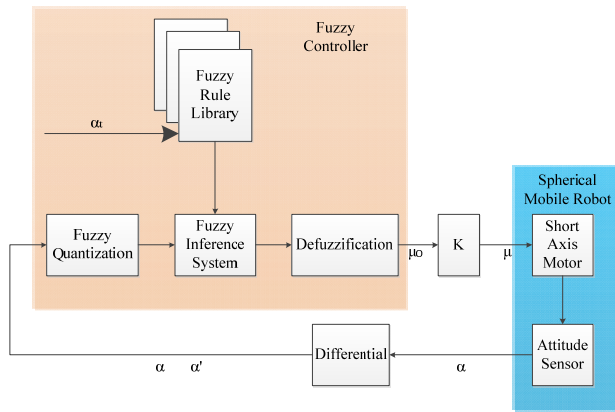 Fuzzy
Controller
Fuzzy
Rule
Library
αt
Spherical
Mobile Robot
Fuzzy
Quantization
Fuzzy
Inference
System
Defuzzification
μo
K
μ
Short
Axis
Motor
Differential
Attitude
Sensor
α α'
α